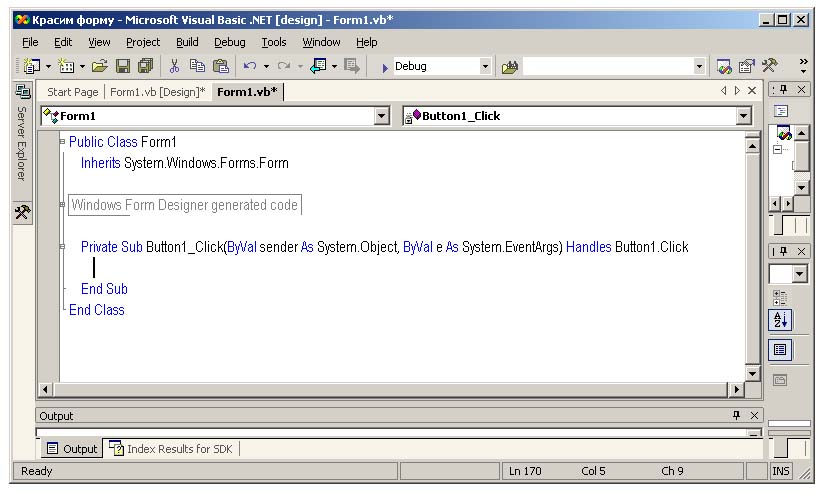 Красим форму - Microsoft Visual Basic .NET [design] - Form1.vb*
File Edit View Project Build Debug Tools Window Help
Debug
Start Page Form1.vb [Design]* Form1.vb*
Server Explorer
Form1 Button1_Click
Public Class Form1
Inherits System.Windows.Forms.Form
Windows Form Designer generated code
Private Sub Button1_Click(ByVal sender As System.Object, ByVal e As System.EventArgs) Handles Button1.Click
End Sub
End Class
Output
Output Index Results for SDK
Ready Ln 170 Col 5 Ch 9 INS